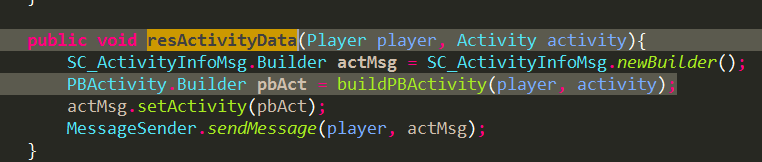 }
public void resActivityData(Player player, Activity activity){
SC_ActivityInfoMsg.Builder actMsg = SC_ActivityInfoMsg.newBuilder();
PBActivity.Builder pbAct = buildPBActivity(player, activity);
actMsg.setActivity(pbAct);
MessageSender.sendMessage(player, actMsg);
}